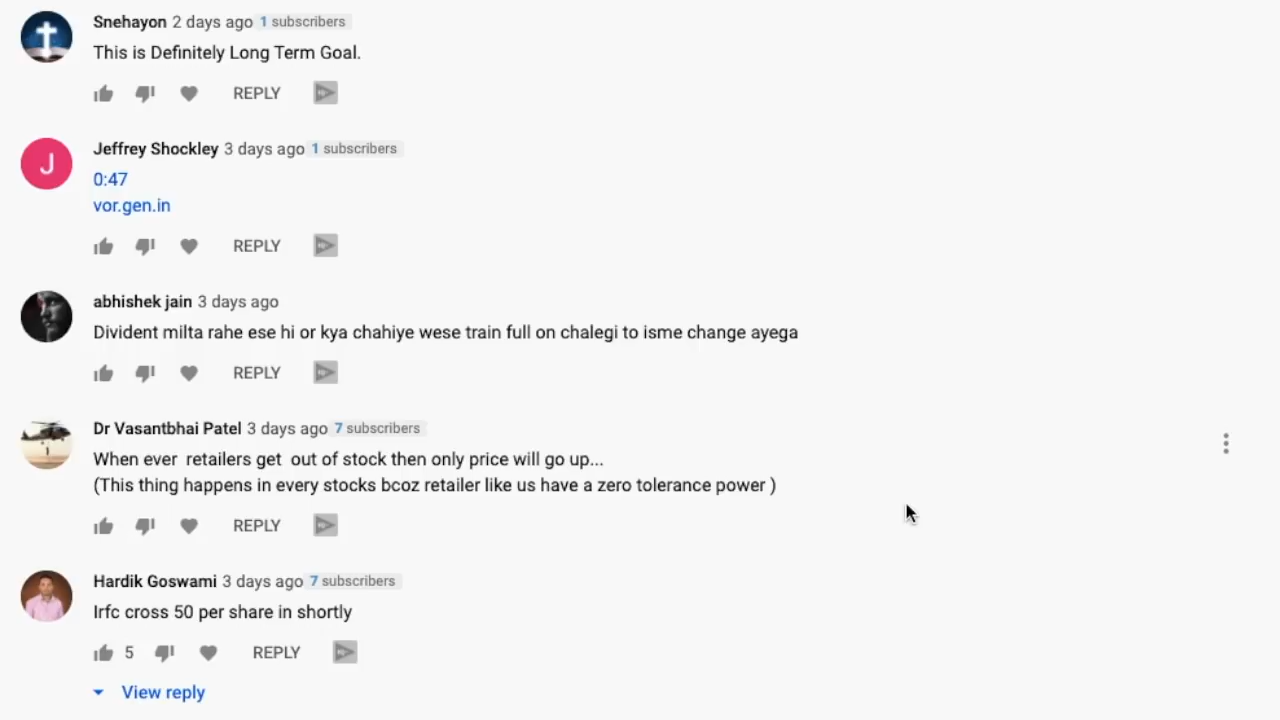 Snehayon 2 days ago 1 subscribers
This is Definitely Long Term Goal.
REPLY
J
Jeffrey Shockley 3 days ago 1 subscribers
0:47
vor.gen.in
REPLY
abhishek jain 3 days ago
Divident milta rahe ese hi or kya chahiye wese train full on chalegi to isme change ayega
REPLY
Dr Vasantbhai Patel 3 days ago 7 subscribers
When ever retailers get out of stock then only price will go up...
(This thing happens in every stocks bcoz retailer like us have a zero tolerance power )
REPLY
Hardik Goswami 3 days ago 7 subscribers
Irfc cross 50 per share in shortly
5 REPLY
View reply